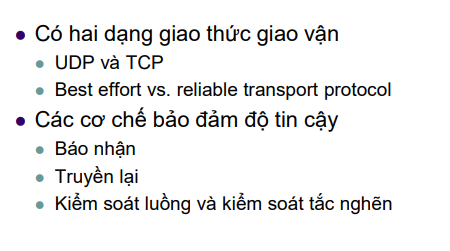 Có hai dạng giao thức giao vận
UDP và TCP
Best effort vs. reliable transport protocol
Các cơ chế bảo đảm độ tin cậy
Báo nhận
Truyền lại
Kiểm soát luồng và kiểm soát tắc nghẽn